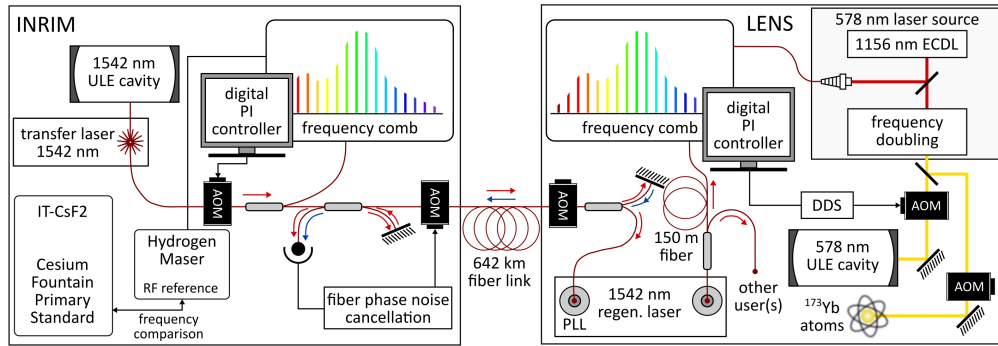 INRIM
1542 nm
ULE cavity
transfer laser
1542 nm
digital
PI
controller
frequency comb
AOM
AOM
IT-CsF2
Cesium
Fountain
Primary
Standard
Hydrogen
Maser
RF reference
frequency
comparison
fiber phase noise
cancellation
642 km
fiber link
LENS
frequency comb
digital
PI
controller
578 nm laser source
1156 nm ECDL
frequency
doubling
AOM
150 m
fiber
DDS
AOM
578 nm
ULE cavity
AOM
1542 nm
regen. laser
PLL
other
user(s)
¹⁷³Yb
atoms